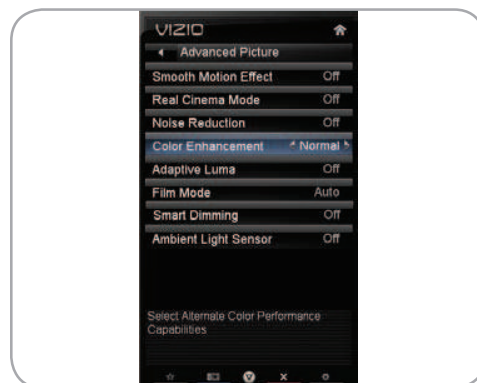 VIZIO
Advanced Picture
Smooth Motion Effect Off
Real Cinema Mode Off
Noise Reduction Off
Color Enhancement Normal
Adaptive Luma Off
Film Mode Auto
Smart Dimming Off
Ambient Light Sensor Off
Select Alternate Color Performance
Capabilities
V